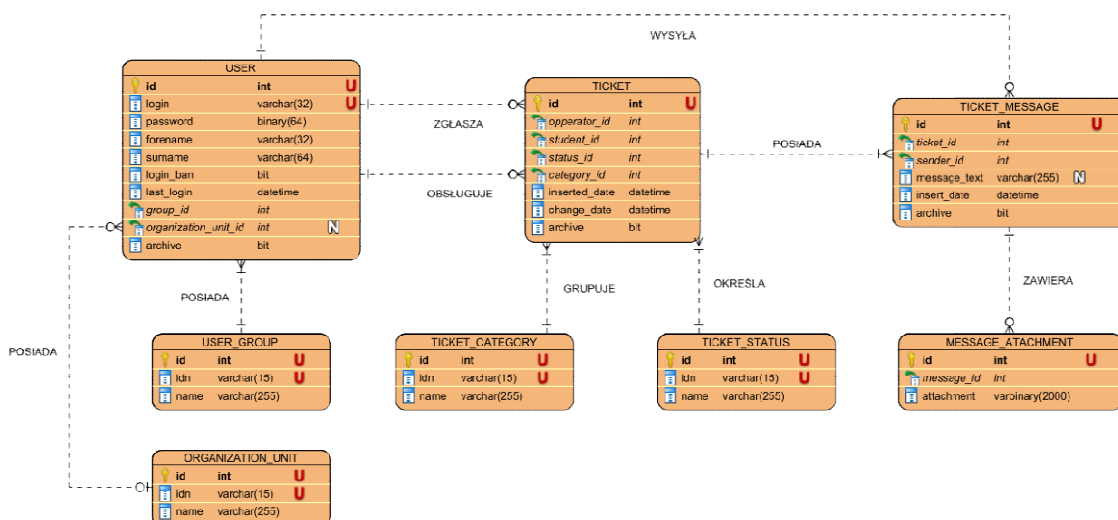 WYSYŁA
USER
id int U
login varchar(32) U
password binary(64)
forename varchar(32)
surname varchar(64)
login_ban bit
last_login datetime
group_id int
organization_unit_id int N
archive bit
ZGŁASZA
OBSŁUGUJE
TICKET
id int U
opperator_id int
student_id int
status_id int
category_id int
inserted_date datetime
change_date datetime
archive bit
POSIADA
TICKET_MESSAGE
id int U
ticket_id int
sender_id int
message_text varchar(255) N
insert_date datetime
archive bit
POSIADA
GRUPUJE
OKREŚLA
ZAWIERA
POSIADA
USER_GROUP
id int U
idn varchar(15) U
name varchar(255)
TICKET_CATEGORY
id int U
idn varchar(15) U
name varchar(255)
TICKET_STATUS
id int U
idn varchar(15) U
name varchar(255)
MESSAGE_ATACHMENT
id int U
message_id int
attachment varbinary(2000)
ORGANIZATION_UNIT
id int U
idn varchar(15) U
name varchar(255)